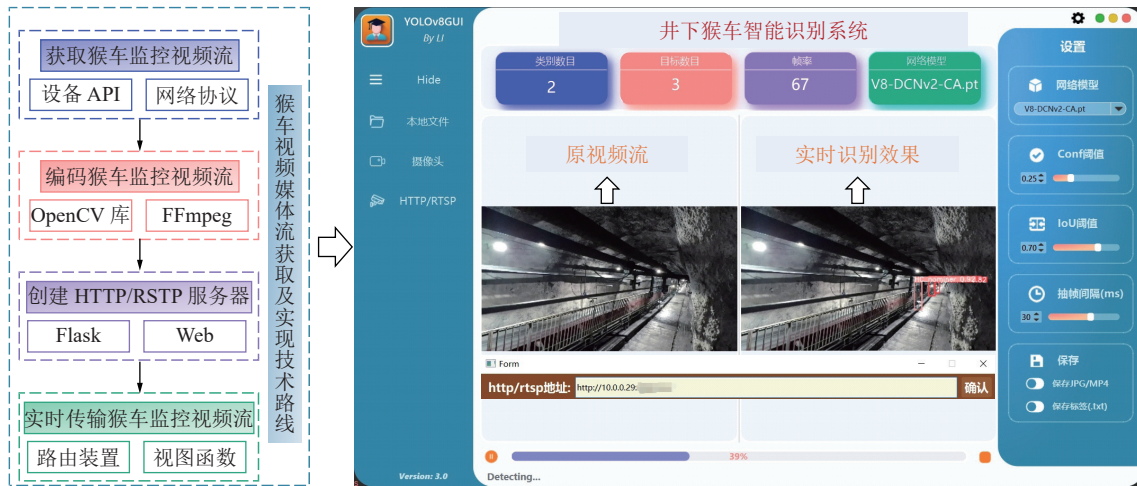 获取猴车监控视频流
设备 API
网络协议
编码猴车监控视频流
OpenCV 库
FFmpeg
创建 HTTP/RSTP 服务器
Flask
Web
实时传输猴车监控视频流
路由装置
视图函数
猴车视频媒体流获取及实现技术路线
YOLOv8GUI
By LI
Hide
本地文件
摄像头
HTTP/RTSP
Version: 3.0
井下猴车智能识别系统
类别数目
2
目标数目
3
帧率
67
网络模型
V8-DCNv2-CA.pt
原视频流
实时识别效果
Form
http/rtsp地址:
http://10.0.0.29:
确认
39%
Detecting...
设置
网络模型
V8-DCNv2-CA.pt
Conf阈值
0.25
IoU阈值
0.70
抽帧间隔(ms)
30
保存
保存JPG/MP4
保存标签(.txt)